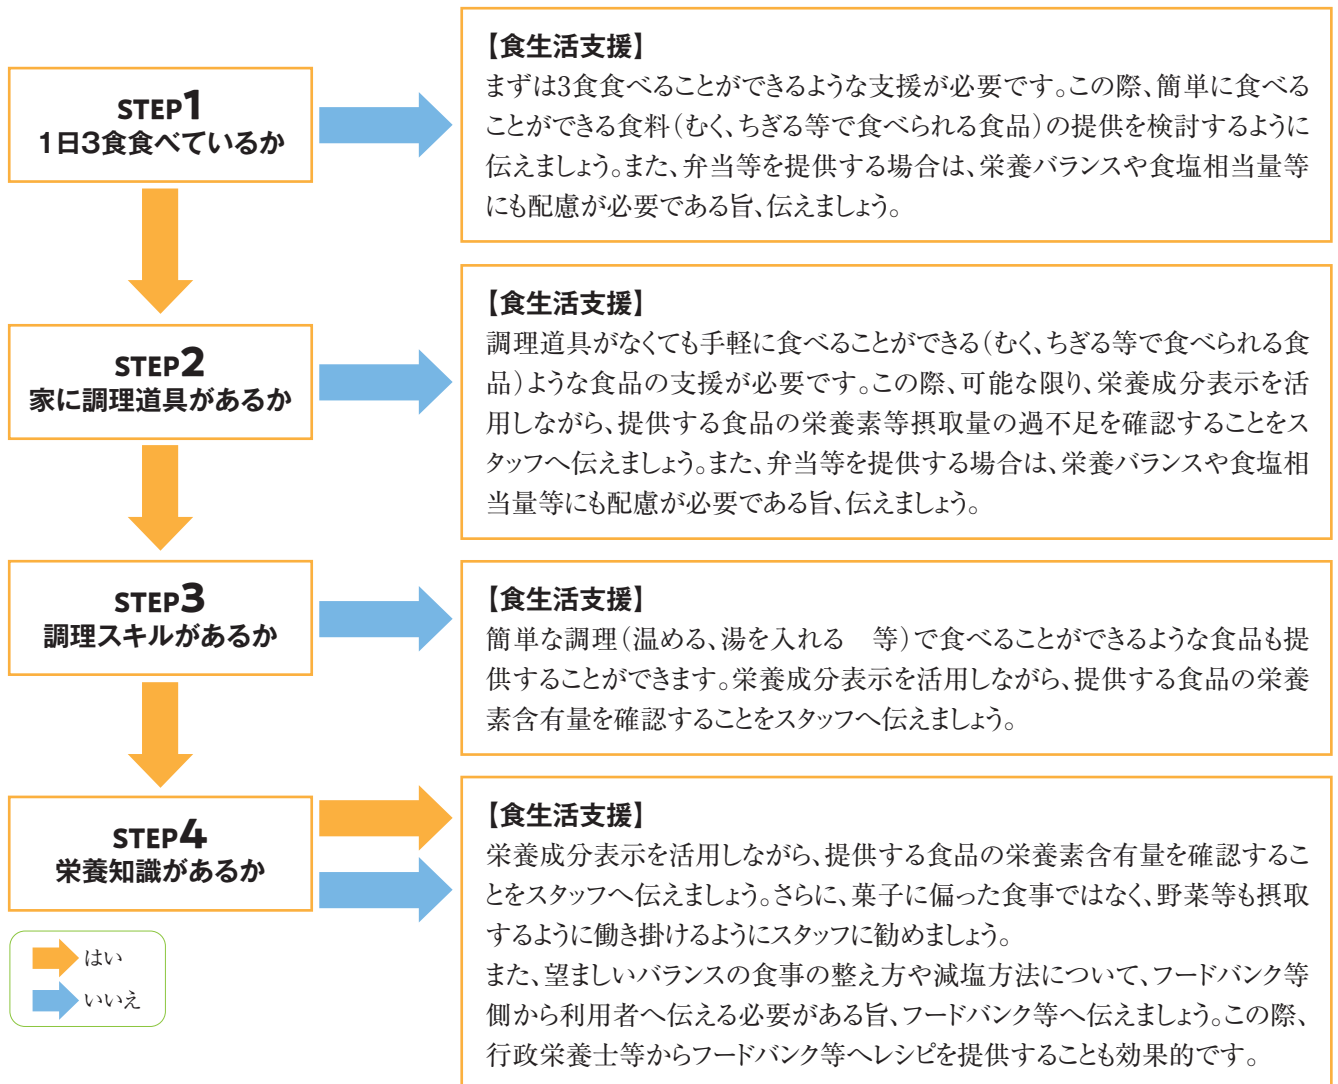 STEP1
1日3食食べているか
【食生活支援】
まずは3食食べることができるような支援が必要です。この際、簡単に食べる
ことができる食料(むく、ちぎる等で食べられる食品)の提供を検討するように
伝えましょう。また、弁当等を提供する場合は、栄養バランスや食塩相当量等
にも配慮が必要である旨、伝えましょう。
STEP2
家に調理道具があるか
【食生活支援】
調理道具がなくても手軽に食べることができる(むく、ちぎる等で食べられる食
品)ような食品の支援が必要です。この際、可能な限り、栄養成分表示を活
用しながら、提供する食品の栄養素等摂取量の過不足を確認することをス
タッフへ伝えましょう。また、弁当等を提供する場合は、栄養バランスや食塩相
当量等にも配慮が必要である旨、伝えましょう。
STEP3
調理スキルがあるか
【食生活支援】
簡単な調理(温める、湯を入れる　等)で食べることができるような食品も提
供することができます。栄養成分表示を活用しながら、提供する食品の栄養
素含有量を確認することをスタッフへ伝えましょう。
STEP4
栄養知識があるか
【食生活支援】
栄養成分表示を活用しながら、提供する食品の栄養素含有量を確認するこ
とをスタッフへ伝えましょう。さらに、菓子に偏った食事ではなく、野菜等も摂取
するように働き掛けるようにスタッフに勧めましょう。
また、望ましいバランスの食事の整え方や減塩方法について、フードバンク等
側から利用者へ伝える必要がある旨、フードバンク等へ伝えましょう。この際、
行政栄養士等からフードバンク等へレシピを提供することも効果的です。
はい
いいえ